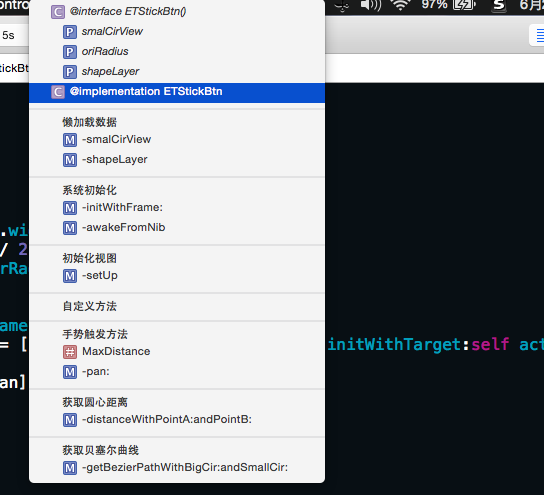 ontro
97%
6月2
5s
tickBt
C @interface ETStickBtn()
P smalCirView
P oriRadius
P shapeLayer
C @implementation ETStickBtn
懒加载数据
M -smalCirView
M -shapeLayer
系统初始化
M -initWithFrame:
M -awakeFromNib
初始化视图
M -setUp
自定义方法
手势触发方法
# MaxDistance
M -pan:
获取圆心距离
M -distanceWithPointA:andPointB:
获取贝塞尔曲线
M -getBezierPathWithBigCir:andSmallCir:
.wi
/ 2
rRa
ame
= [ initWithTarget:self act
an]